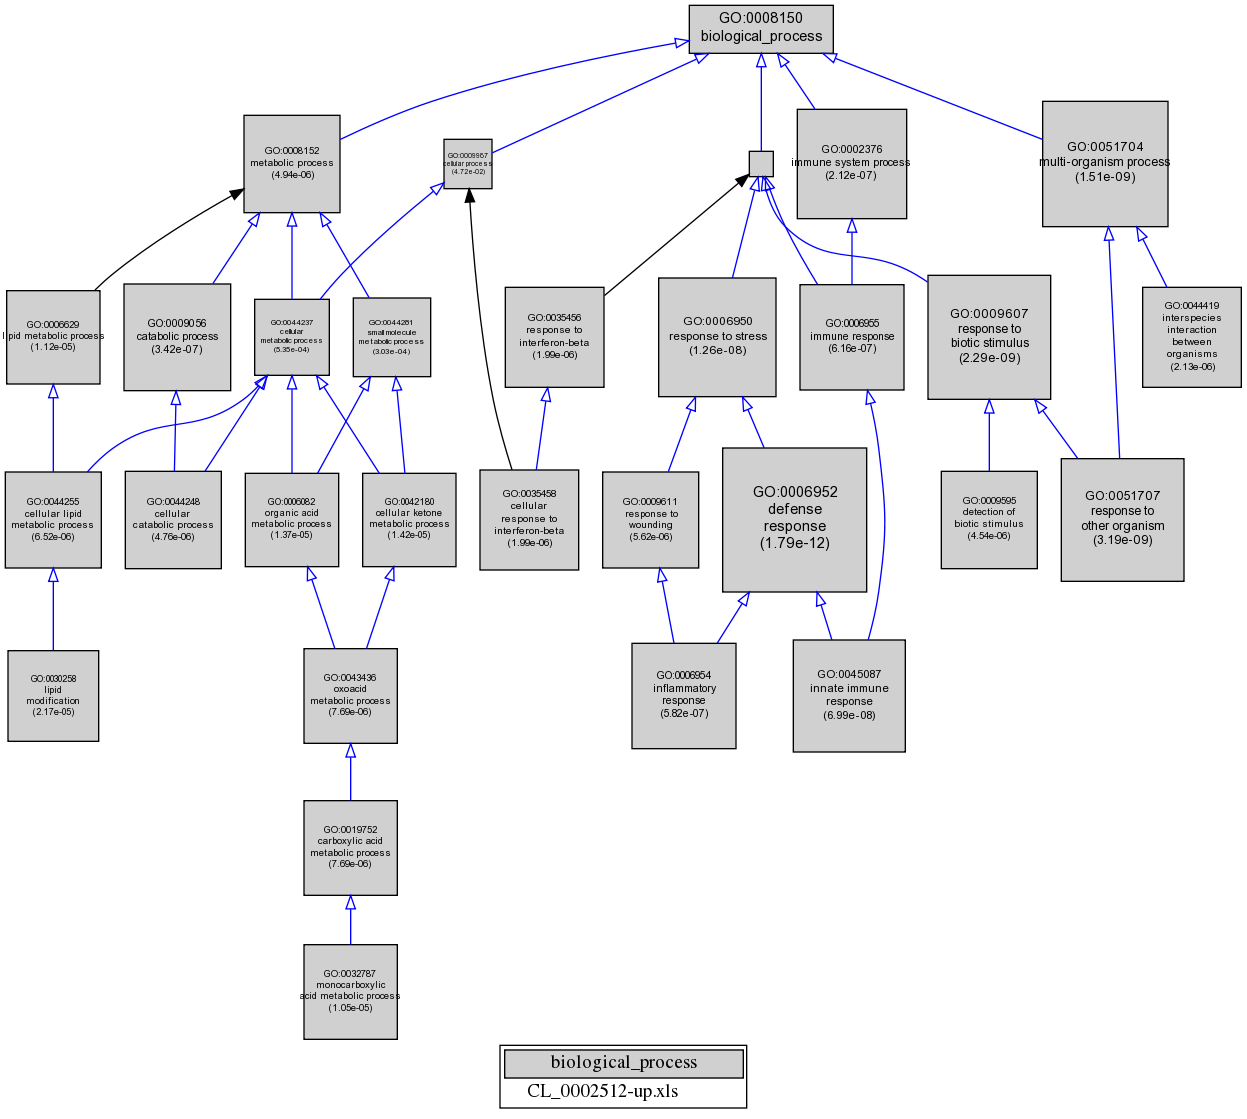 GO:0008150
biological_process
GO:0008152
metabolic process
(4.94e-06)
GO:0009987
cellular process
(4.72e-02)
GO:0002376
immune system process
(2.12e-07)
GO:0051704
multi-organism process
(1.51e-09)
GO:0006629
lipid metabolic process
(1.12e-05)
GO:0009056
catabolic process
(3.42e-07)
GO:0044237
cellular
metabolic process
(5.35e-04)
GO:0044281
small molecule
metabolic process
(3.03e-04)
GO:0035456
response to
interferon-beta
(1.99e-06)
GO:0006950
response to stress
(1.26e-08)
GO:0006955
immune response
(6.16e-07)
GO:0009607
response to
biotic stimulus
(2.29e-09)
GO:0044419
interspecies
interaction
between
organisms
(2.13e-06)
GO:0044255
cellular lipid
metabolic process
(6.52e-06)
GO:0044248
cellular
catabolic process
(4.76e-06)
GO:0006082
organic acid
metabolic process
(1.37e-05)
GO:0042180
cellular ketone
metabolic process
(1.42e-05)
GO:0035458
cellular
response to
interferon-beta
(1.99e-06)
GO:0009611
response to
wounding
(5.62e-06)
GO:0006952
defense
response
(1.79e-12)
GO:0009595
detection of
biotic stimulus
(4.54e-06)
GO:0051707
response to
other organism
(3.19e-09)
GO:0030258
lipid
modification
(2.17e-05)
GO:0043436
oxoacid
metabolic process
(7.69e-06)
GO:0006954
inflammatory
response
(5.82e-07)
GO:0045087
innate immune
response
(6.99e-08)
GO:0019752
carboxylic acid
metabolic process
(7.69e-06)
GO:0032787
monocarboxylic
acid metabolic process
(1.05e-05)
biological_process
CL_0002512-up.xls